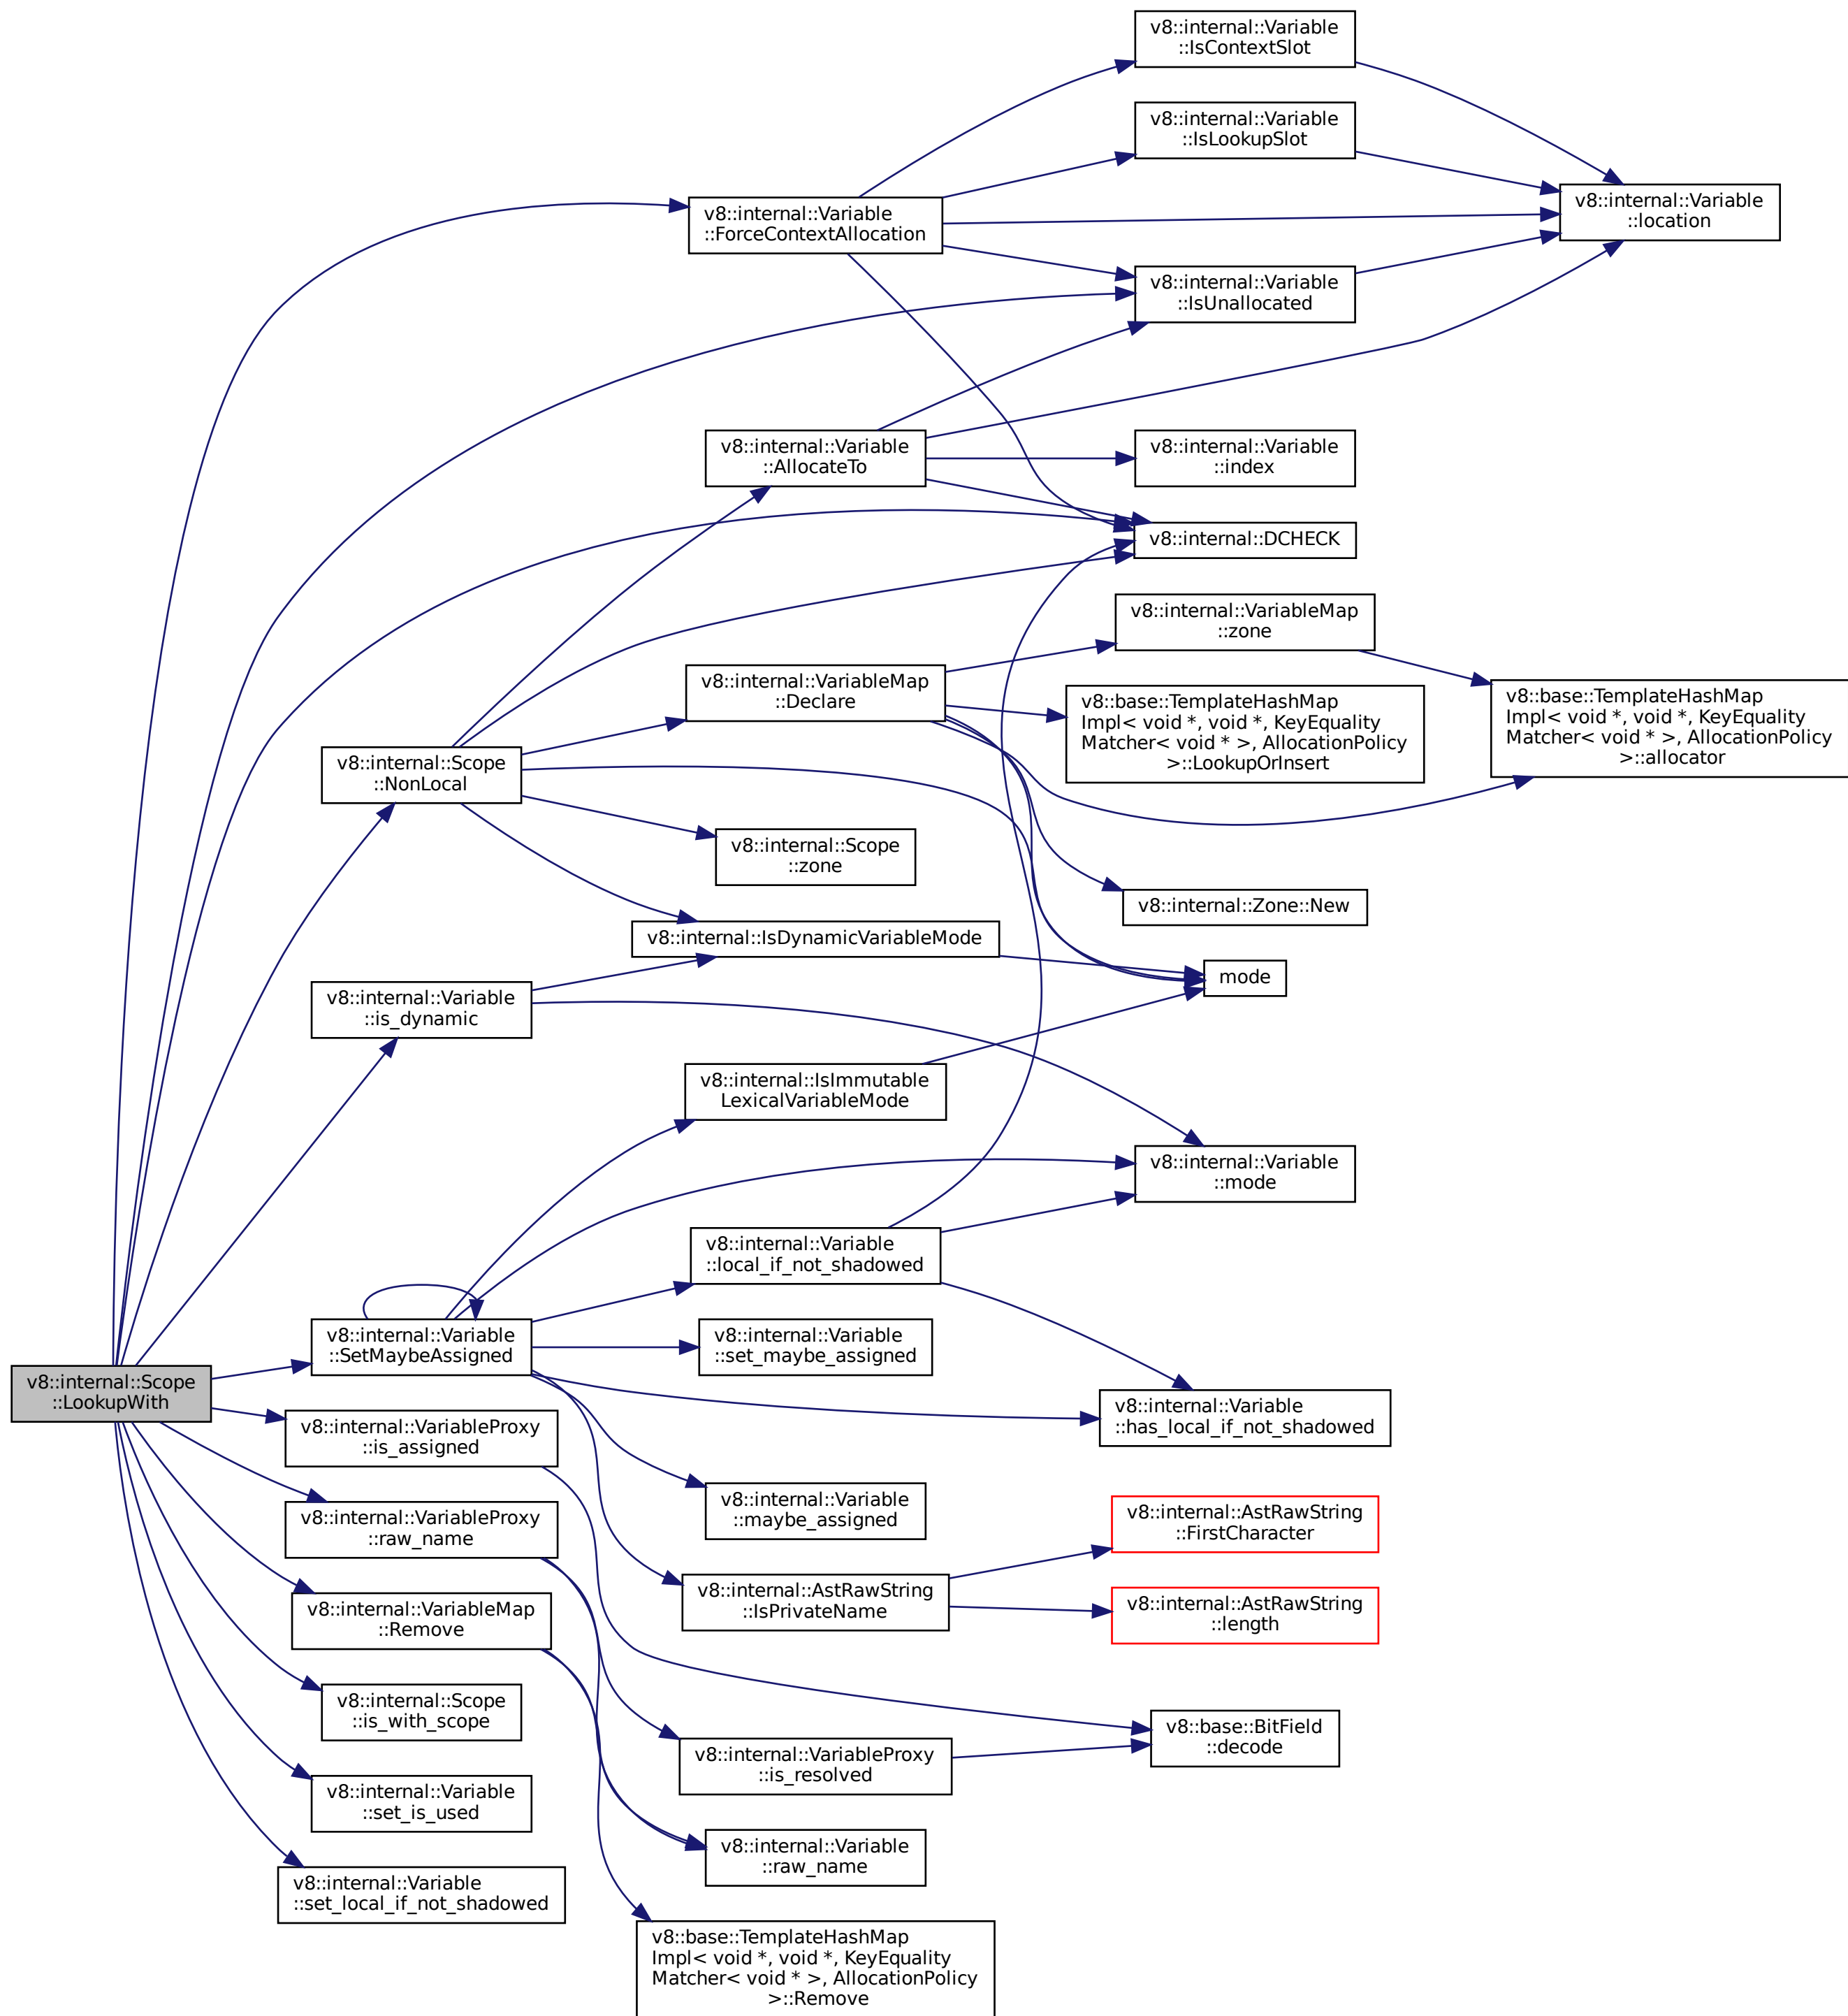 v8::internal::Variable
::IsContextSlot
v8::internal::Variable
::IsLookupSlot
v8::internal::Variable
::location
v8::internal::Variable
::ForceContextAllocation
v8::internal::Variable
::IsUnallocated
v8::internal::Variable
::AllocateTo
v8::internal::Variable
::index
v8::internal::DCHECK
v8::internal::VariableMap
::zone
v8::internal::VariableMap
::Declare
v8::base::TemplateHashMap
Impl< void *, void *, KeyEquality
Matcher< void * >, AllocationPolicy
>::LookupOrInsert
v8::base::TemplateHashMap
Impl< void *, void *, KeyEquality
Matcher< void * >, AllocationPolicy
>::allocator
v8::internal::Scope
::NonLocal
v8::internal::Scope
::zone
v8::internal::Zone::New
v8::internal::IsDynamicVariableMode
mode
v8::internal::Variable
::is_dynamic
v8::internal::IsImmutable
LexicalVariableMode
v8::internal::Variable
::mode
v8::internal::Variable
::local_if_not_shadowed
v8::internal::Variable
::SetMaybeAssigned
v8::internal::Variable
::set_maybe_assigned
v8::internal::Scope
::LookupWith
v8::internal::Variable
::has_local_if_not_shadowed
v8::internal::VariableProxy
::is_assigned
v8::internal::Variable
::maybe_assigned
v8::internal::AstRawString
::FirstCharacter
v8::internal::VariableProxy
::raw_name
v8::internal::AstRawString
::IsPrivateName
v8::internal::AstRawString
::length
v8::internal::VariableMap
::Remove
v8::internal::Scope
::is_with_scope
v8::base::BitField
::decode
v8::internal::VariableProxy
::is_resolved
v8::internal::Variable
::set_is_used
v8::internal::Variable
::raw_name
v8::internal::Variable
::set_local_if_not_shadowed
v8::base::TemplateHashMap
Impl< void *, void *, KeyEquality
Matcher< void * >, AllocationPolicy
>::Remove